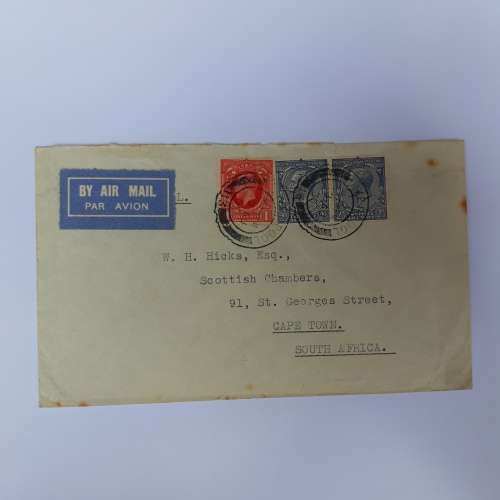 BY AIR MAIL
PAR AVION
L.
W. H. Hicks, Esq.,
Scottish Chambers,
91, St. Georges Street,
CAPE TOWN.
SOUTH AFRICA.